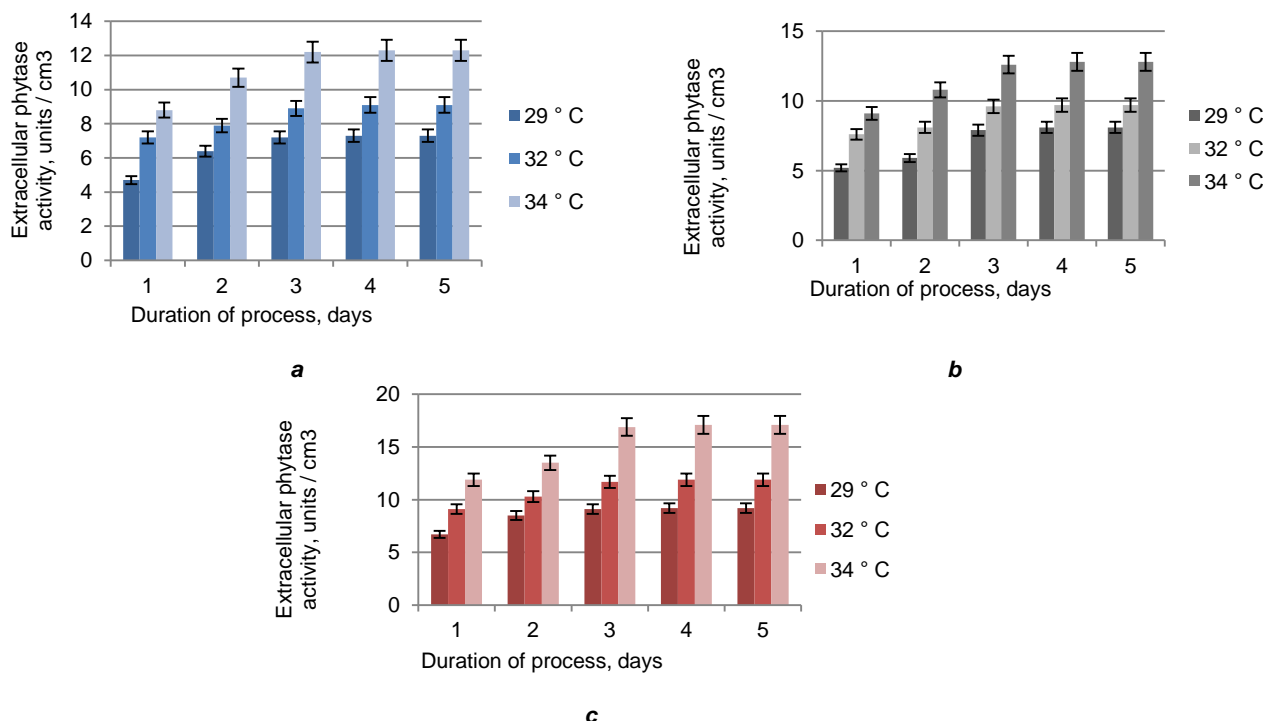 Extracellular phytase
activity, units / cm3
14
12
10
8
6
4
2
0
1 2 3 4 5
Duration of process, days
29 ° C
32 ° C
34 ° C
a
Extracellular phytase
activity, units / cm3
15
10
5
0
1 2 3 4 5
Duration of process, days
29 ° C
32 ° C
34 ° C
b
Extracellular phytase
activity, units / cm3
20
15
10
5
0
1 2 3 4 5
Duration of process, days
29 ° C
32 ° C
34 ° C
c